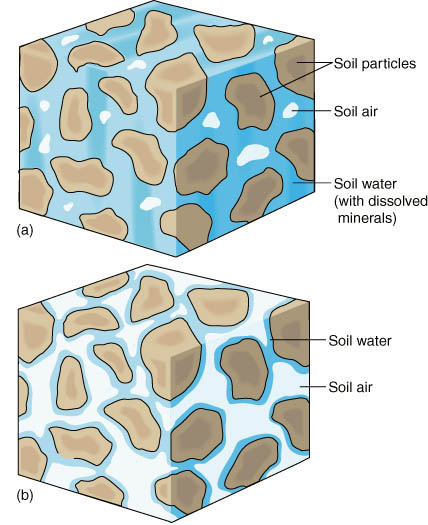 Soil particles
Soil air
Soil water
(with dissolved
minerals)
(a)
Soil water
Soil air
(b)